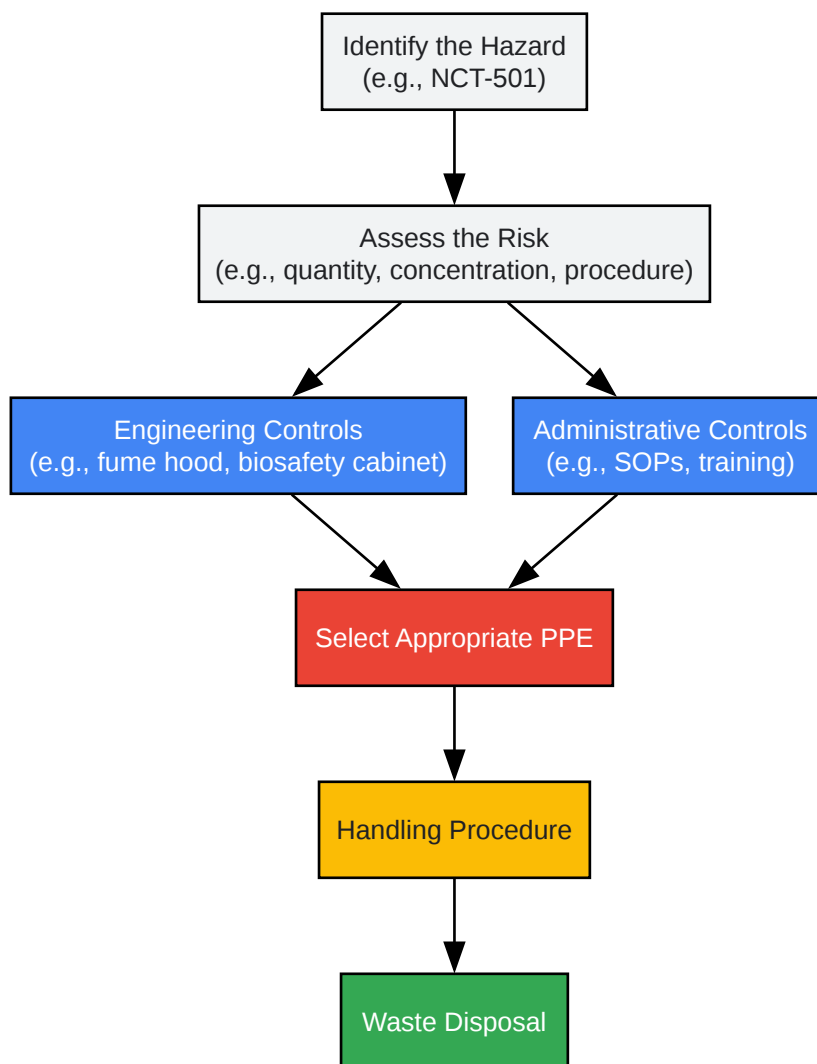 Identify the Hazard
(e.g., NCT-501)
Assess the Risk
(e.g., quantity, concentration, procedure)
Engineering Controls
(e.g., fume hood, biosafety cabinet)
Administrative Controls
(e.g., SOPs, training)
Select Appropriate PPE
Handling Procedure
Waste Disposal